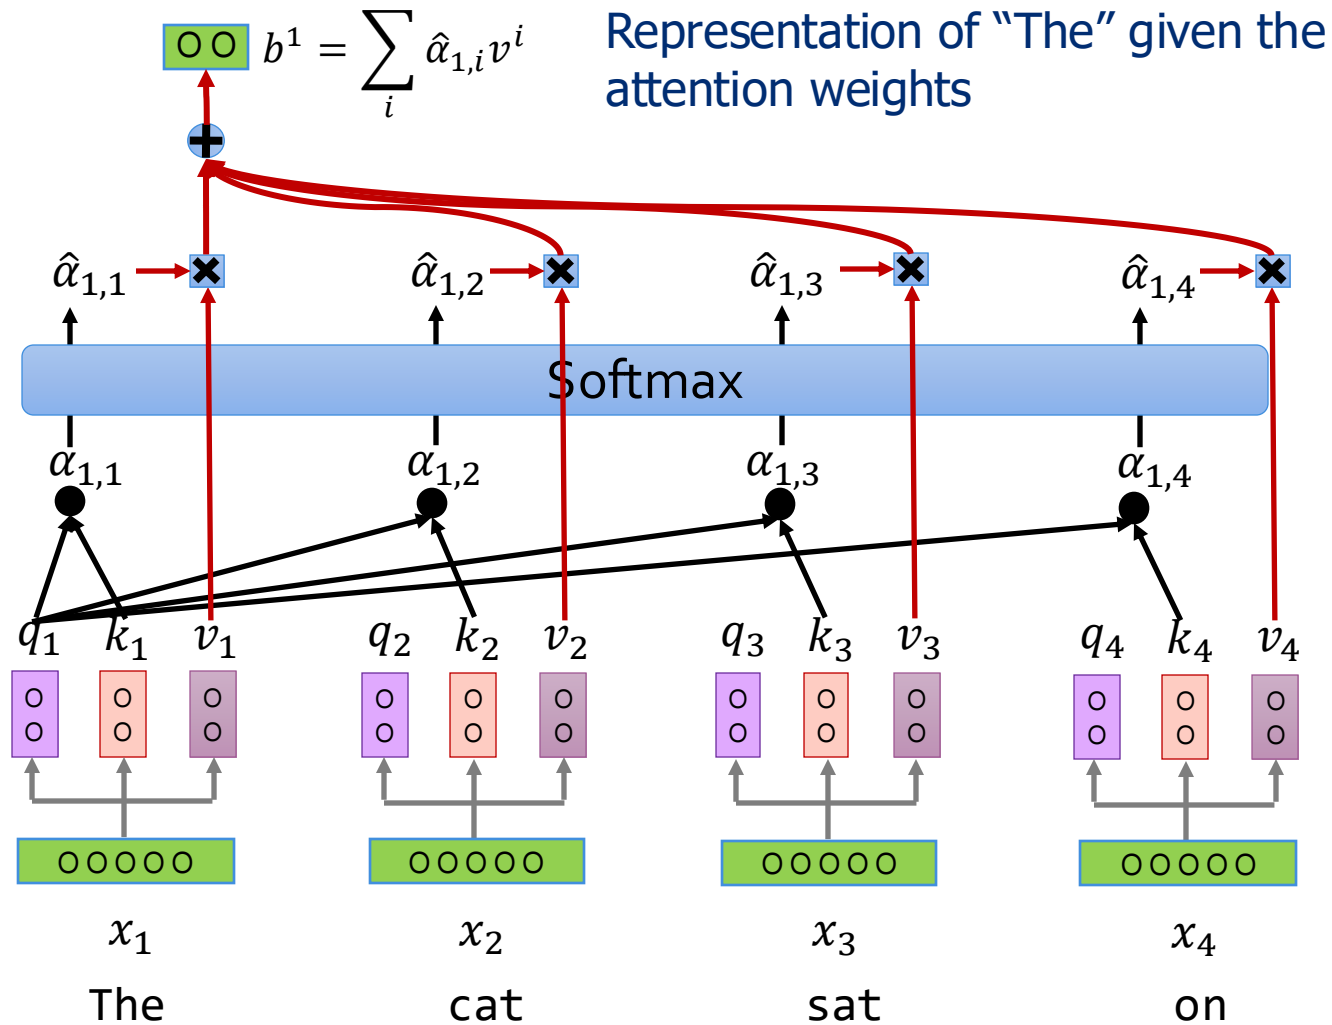 O O b¹ = ∑ᵢ α̂₁,ᵢvⁱ
Representation of “The” given the
attention weights
α̂₁,₁ α̂₁,₂ α̂₁,₃ α̂₁,₄
Softmax
α₁,₁ α₁,₂ α₁,₃ α₁,₄
q₁ k₁ v₁ q₂ k₂ v₂ q₃ k₃ v₃ q₄ k₄ v₄
O O O O O O O O O O O O
O O O O O O O O O O O O
O O O O O O O O O O O O O O O O O O O O
x₁ x₂ x₃ x₄
The cat sat on